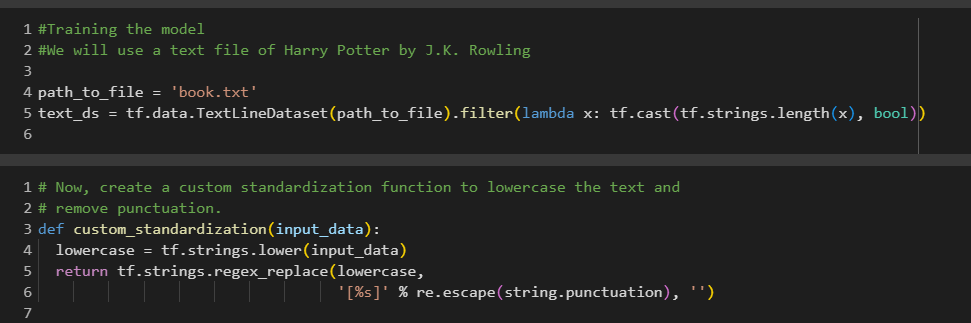 1 #Training the model
2 #We will use a text file of Harry Potter by J.K. Rowling
3
4 path_to_file = 'book.txt'
5 text_ds = tf.data.TextLineDataset(path_to_file).filter(lambda x: tf.cast(tf.strings.length(x), bool))
6
1 # Now, create a custom standardization function to lowercase the text and
2 # remove punctuation.
3 def custom_standardization(input_data):
4   lowercase = tf.strings.lower(input_data)
5   return tf.strings.regex_replace(lowercase,
6                                   '[%s]' % re.escape(string.punctuation), '')
7